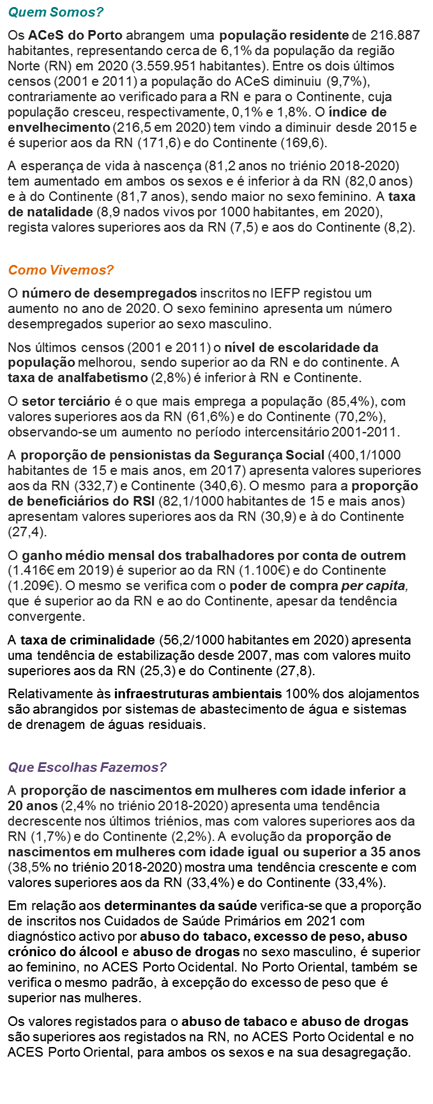 Quem Somos?
Os ACeS do Porto abrangem uma população residente de 216.887
habitantes, representando cerca de 6,1% da população da região
Norte (RN) em 2020 (3.559.951 habitantes). Entre os dois últimos
censos (2001 e 2011) a população do ACeS diminuiu (9,7%),
contrariamente ao verificado para a RN e para o Continente, cuja
população cresceu, respectivamente, 0,1% e 1,8%. O índice de
envelhecimento (216,5 em 2020) tem vindo a diminuir desde 2015 e
é superior aos da RN (171,6) e do Continente (169,6).
A esperança de vida à nascença (81,2 anos no triénio 2018-2020)
tem aumentado em ambos os sexos e é inferior à da RN (82,0 anos)
e à do Continente (81,7 anos), sendo maior no sexo feminino. A taxa
de natalidade (8,9 nados vivos por 1000 habitantes, em 2020),
regista valores superiores aos da RN (7,5) e aos do Continente (8,2).
Como Vivemos?
O número de desempregados inscritos no IEFP registou um
aumento no ano de 2020. O sexo feminino apresenta um número
desempregados superior ao sexo masculino.
Nos últimos censos (2001 e 2011) o nível de escolaridade da
população melhorou, sendo superior ao da RN e do continente. A
taxa de analfabetismo (2,8%) é inferior à RN e Continente.
O setor terciário é o que mais emprega a população (85,4%), com
valores superiores aos da RN (61,6%) e do Continente (70,2%),
observando-se um aumento no período intercensitário 2001-2011.
A proporção de pensionistas da Segurança Social (400,1/1000
habitantes de 15 e mais anos, em 2017) apresenta valores superiores
aos da RN (332,7) e Continente (340,6). O mesmo para a proporção
de beneficiários do RSI (82,1/1000 habitantes de 15 e mais anos)
apresentam valores superiores aos da RN (30,9) e à do Continente
(27,4).
O ganho médio mensal dos trabalhadores por conta de outrem
(1.416€ em 2019) é superior ao da RN (1.100€) e do Continente
(1.209€). O mesmo se verifica com o poder de compra per capita,
que é superior ao da RN e ao do Continente, apesar da tendência
convergente.
A taxa de criminalidade (56,2/1000 habitantes em 2020) apresenta
uma tendência de estabilização desde 2007, mas com valores muito
superiores aos da RN (25,3) e do Continente (27,8).
Relativamente às infraestruturas ambientais 100% dos alojamentos
são abrangidos por sistemas de abastecimento de água e sistemas
de drenagem de águas residuais.
Que Escolhas Fazemos?
A proporção de nascimentos em mulheres com idade inferior a
20 anos (2,4% no triénio 2018-2020) apresenta uma tendência
decrescente nos últimos triénios, mas com valores superiores aos da
RN (1,7%) e do Continente (2,2%). A evolução da proporção de
nascimentos em mulheres com idade igual ou superior a 35 anos
(38,5% no triénio 2018-2020) mostra uma tendência crescente e com
valores superiores aos da RN (33,4%) e do Continente (33,4%).
Em relação aos determinantes da saúde verifica-se que a proporção
de inscritos nos Cuidados de Saúde Primários em 2021 com
diagnóstico activo por abuso do tabaco, excesso de peso, abuso
crónico do álcool e abuso de drogas no sexo masculino, é superior
ao feminino, no ACES Porto Ocidental. No Porto Oriental, também se
verifica o mesmo padrão, à excepção do excesso de peso que é
superior nas mulheres.
Os valores registados para o abuso de tabaco e abuso de drogas
são superiores aos registados na RN, no ACES Porto Ocidental e no
ACES Porto Oriental, para ambos os sexos e na sua desagregação.